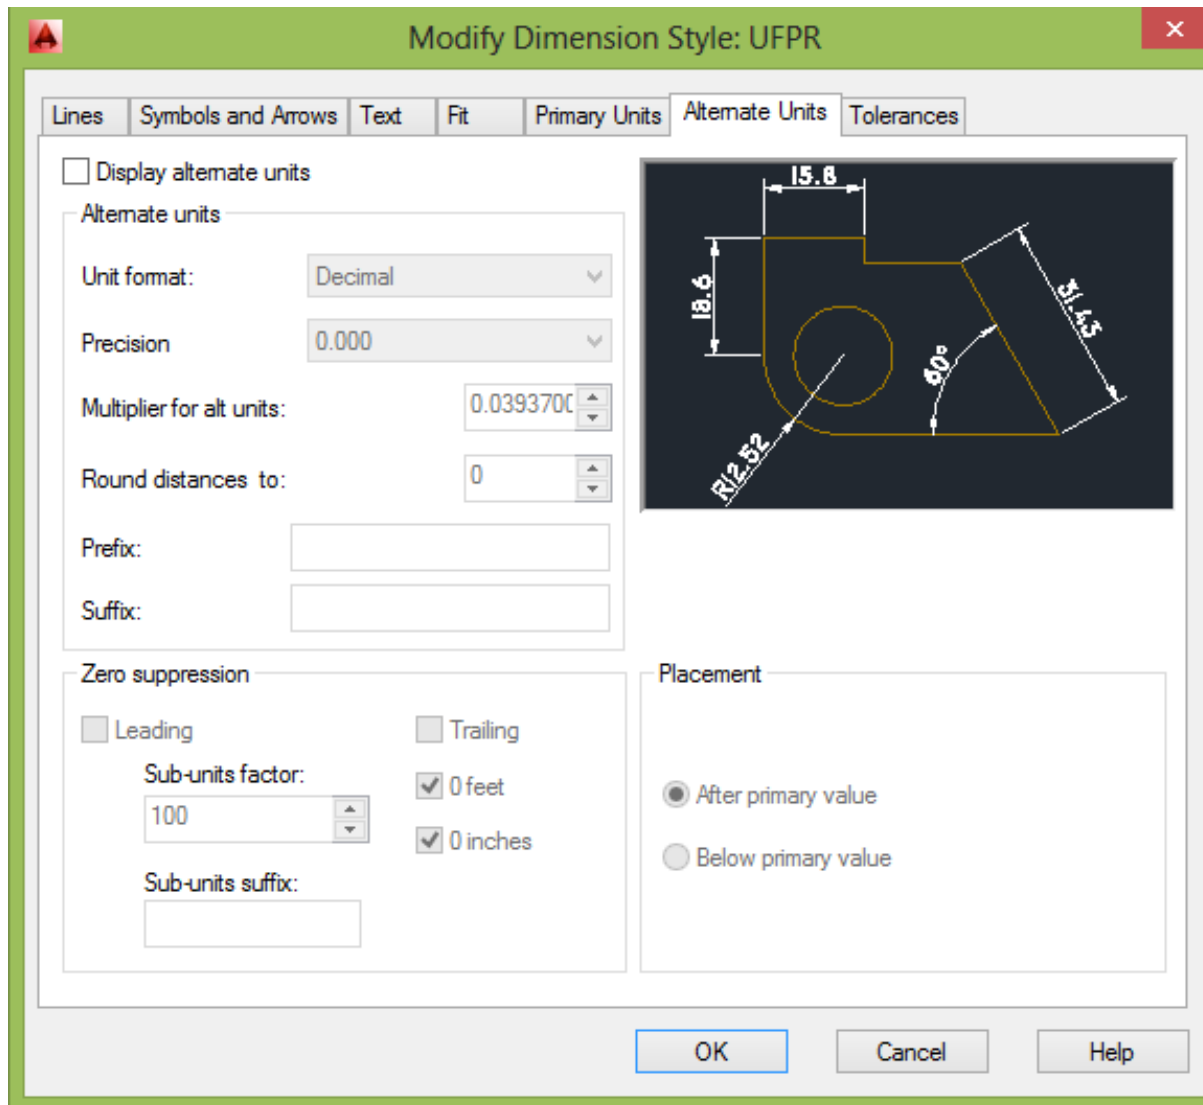 Modify Dimension Style: UFPR
Lines Symbols and Arrows Text Fit Primary Units Alternate Units Tolerances
Display alternate units
Alternate units
Unit format: Decimal
Precision 0.000
Multiplier for alt units: 0.039370
Round distances to: 0
Prefix:
Suffix:
15.8
18.6
31.43
60°
R12.52
Zero suppression
Leading
Trailing
Sub-units factor:
100
0 feet
0 inches
Sub-units suffix:
Placement
After primary value
Below primary value
OK Cancel Help